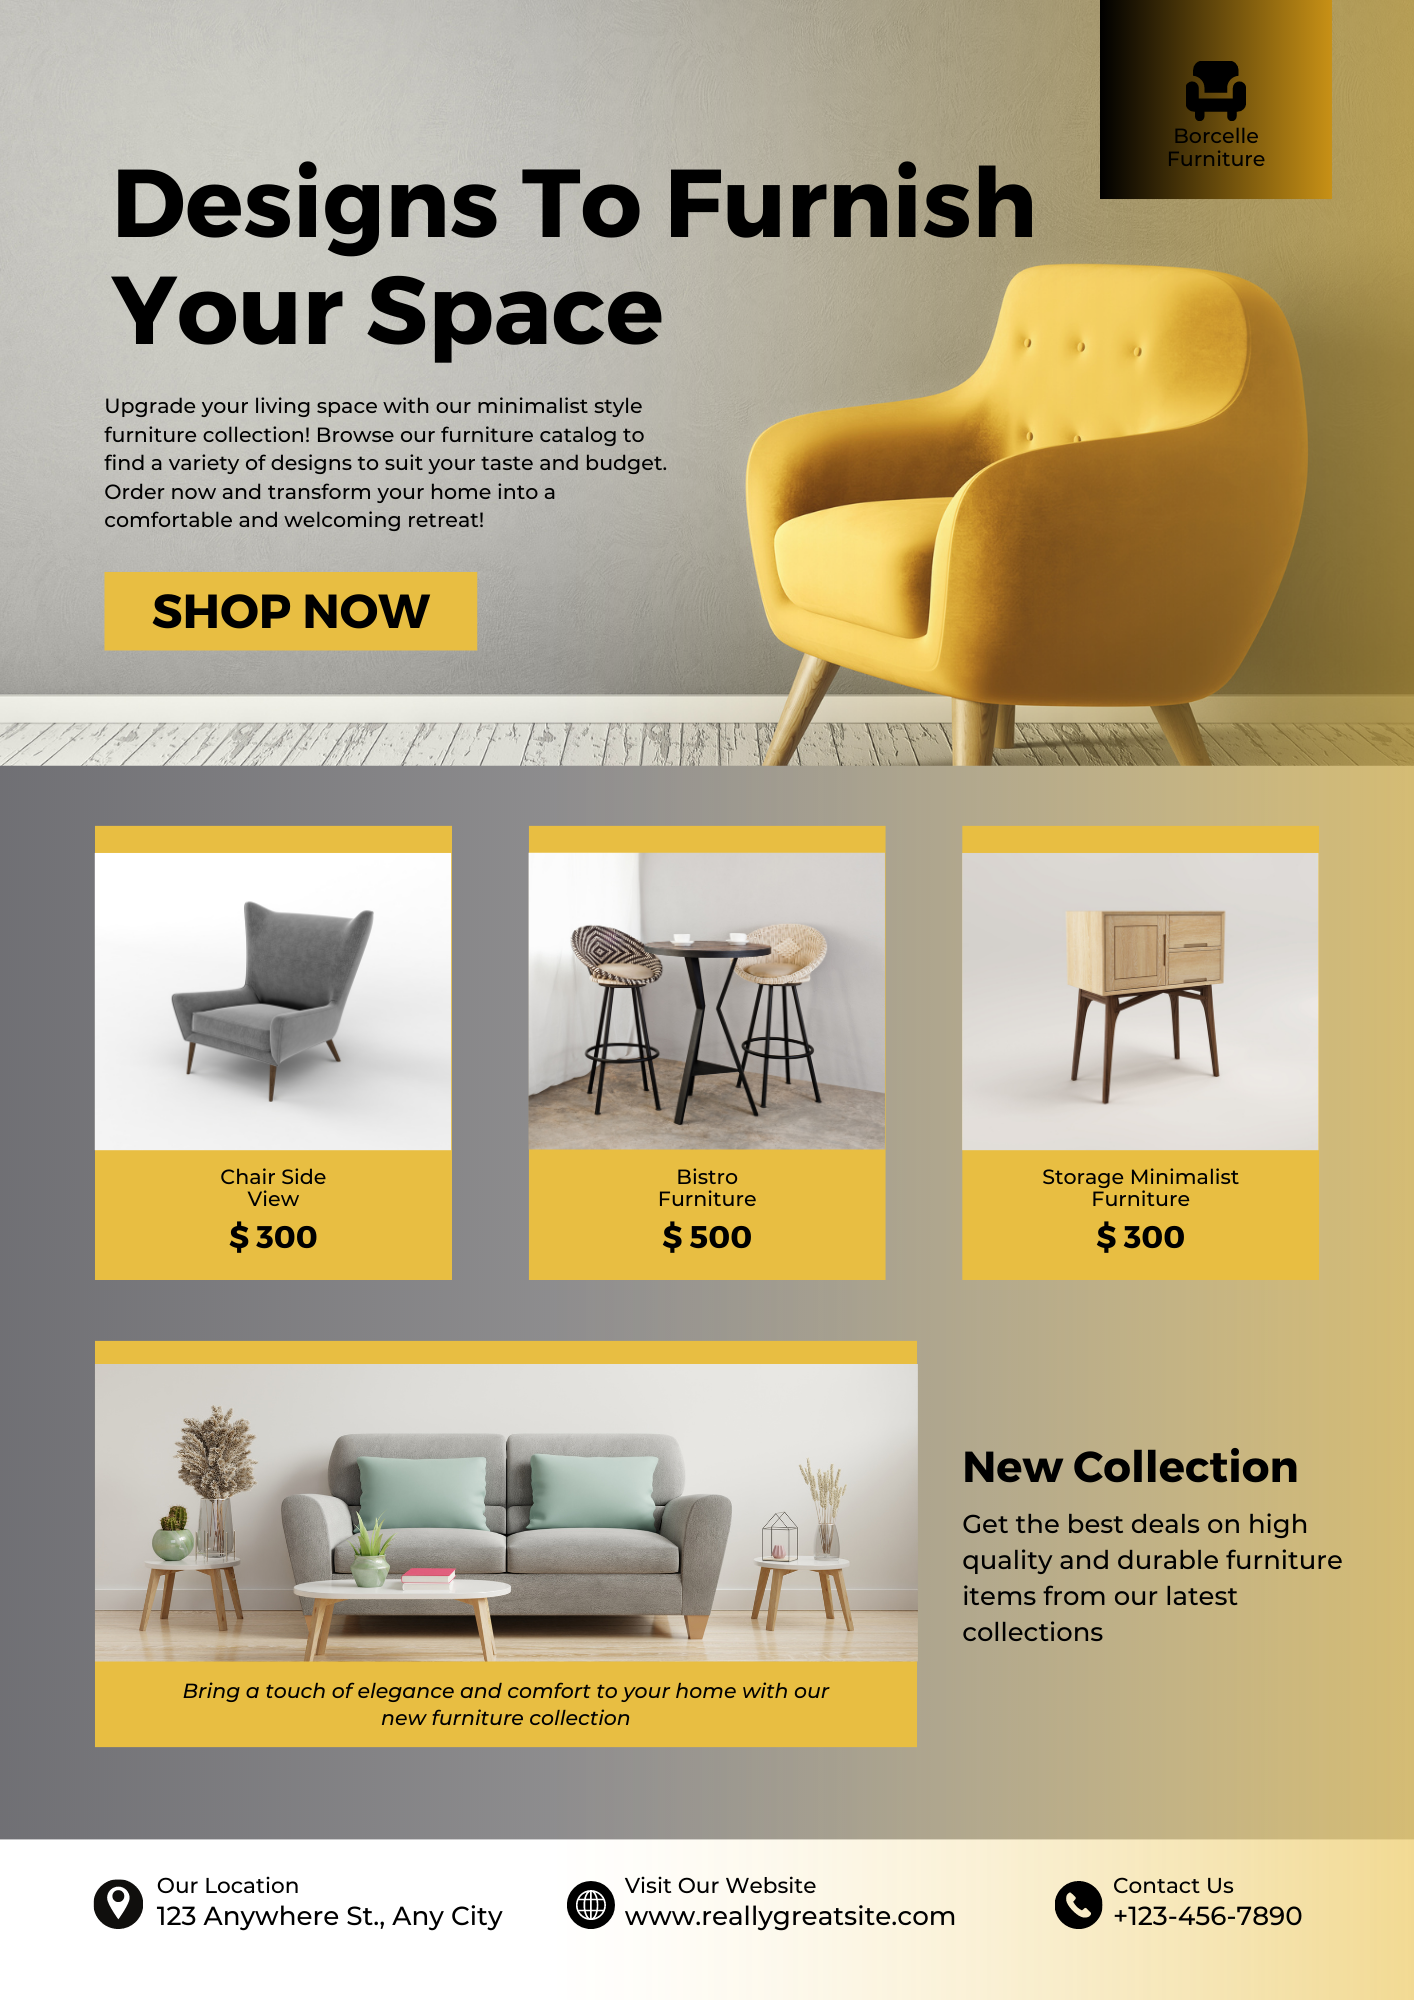 Borcelle
Furniture
Designs To Furnish
Your Space
Upgrade your living space with our minimalist style
furniture collection! Browse our furniture catalog to
find a variety of designs to suit your taste and budget.
Order now and transform your home into a
comfortable and welcoming retreat!
SHOP NOW
Chair Side
View
$ 300
Bistro
Furniture
$ 500
Storage Minimalist
Furniture
$ 300
Bring a touch of elegance and comfort to your home with our
new furniture collection
New Collection
Get the best deals on high
quality and durable furniture
items from our latest
collections
Our Location
123 Anywhere St., Any City
Visit Our Website
www.reallygreatsite.com
Contact Us
+123-456-7890